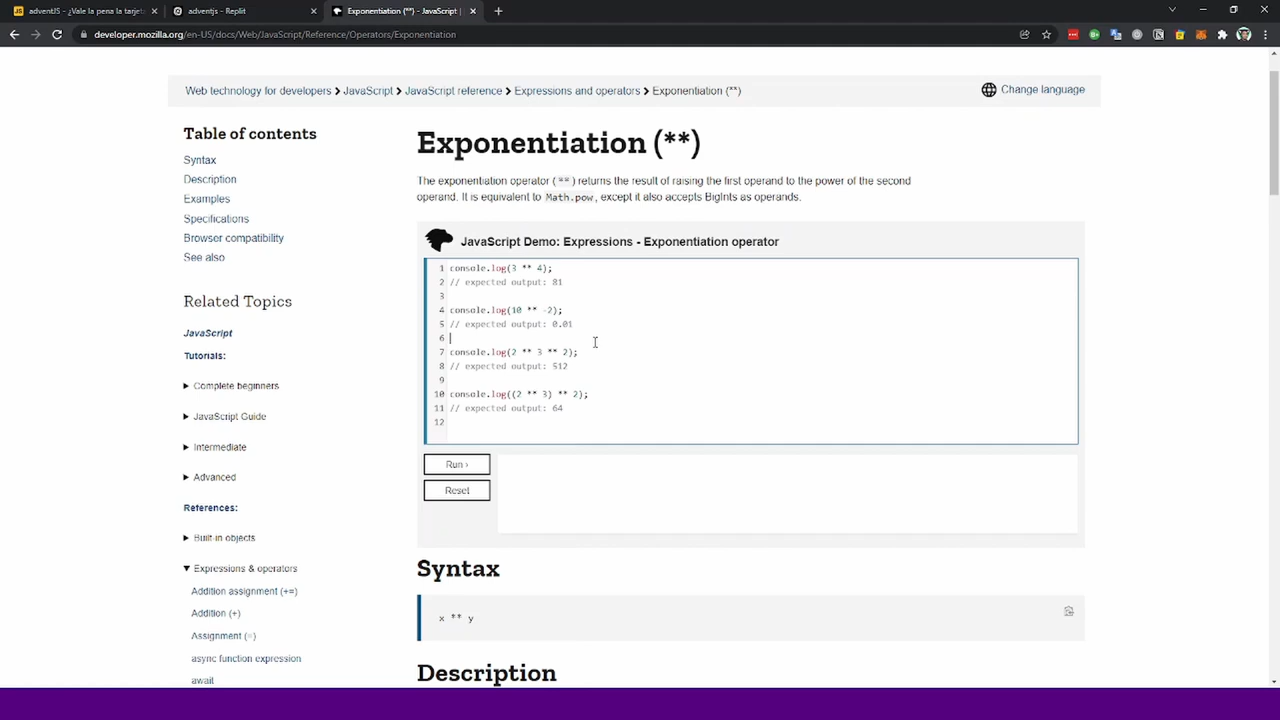 adventJS - ¿Vale la pena la tarjet
adventjs - Replit
Exponentiation (**) - JavaScript |
developer.mozilla.org/en-US/docs/Web/JavaScript/Reference/Operators/Exponentiation
Web technology for developers > JavaScript > JavaScript reference > Expressions and operators > Exponentiation (**)
Change language
Table of contents
Syntax
Description
Examples
Specifications
Browser compatibility
See also
Related Topics
JavaScript
Tutorials:
Complete beginners
JavaScript Guide
Intermediate
Advanced
References:
Built-in objects
Expressions & operators
Addition assignment (+=)
Addition (+)
Assignment (=)
async function expression
await
Exponentiation (**)
The exponentiation operator (**) returns the result of raising the first operand to the power of the second
operand. It is equivalent to Math.pow, except it also accepts BigInts as operands.
JavaScript Demo: Expressions - Exponentiation operator
1 console.log(3 ** 4);
2 // expected output: 81
3
4 console.log(10 ** -2);
5 // expected output: 0.01
6
7 console.log(2 ** 3 ** 2);
8 // expected output: 512
9
10 console.log((2 ** 3) ** 2);
11 // expected output: 64
12
Run ›
Reset
Syntax
x ** y
Description